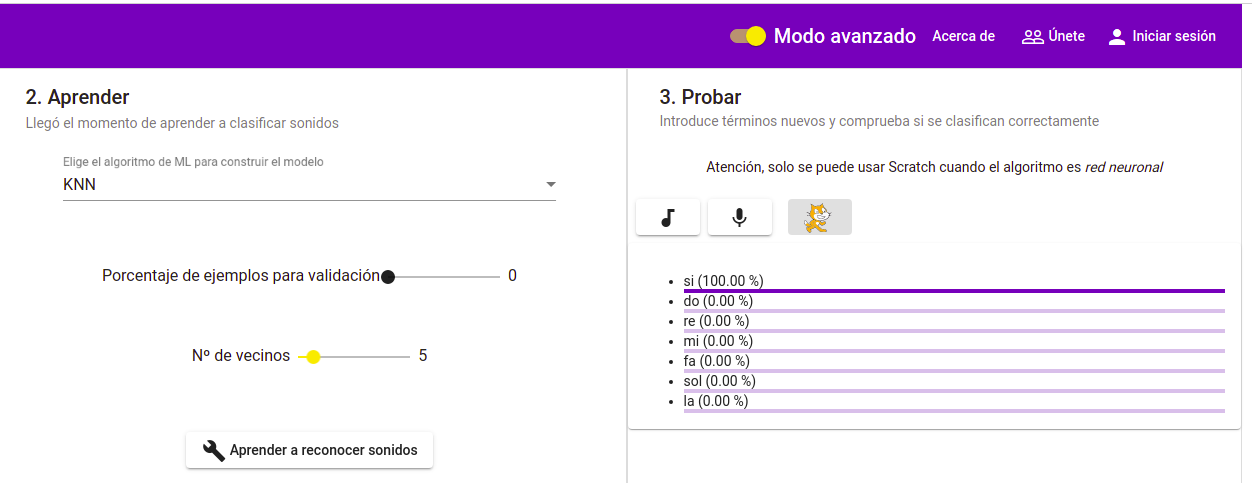 Modo avanzado
Acerca de
Únete
Iniciar sesión
2. Aprender
Llegó el momento de aprender a clasificar sonidos
Elige el algoritmo de ML para construir el modelo
KNN
Porcentaje de ejemplos para validación 0
Nº de vecinos 5
Aprender a reconocer sonidos
3. Probar
Introduce términos nuevos y comprueba si se clasifican correctamente
Atención, solo se puede usar Scratch cuando el algoritmo es red neuronal
si (100.00 %)
do (0.00 %)
re (0.00 %)
mi (0.00 %)
fa (0.00 %)
sol (0.00 %)
la (0.00 %)